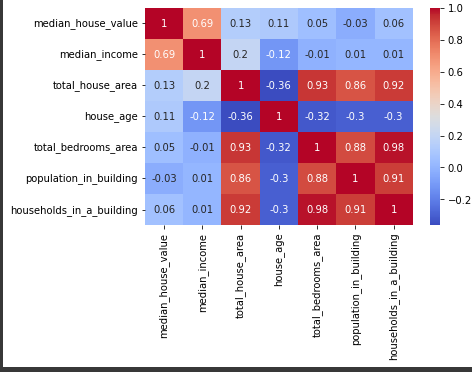 median_house_value 1 0.69 0.13 0.11 0.05 -0.03 0.06
median_income 0.69 1 0.2 -0.12 -0.01 0.01 0.01
total_house_area 0.13 0.2 1 -0.36 0.93 0.86 0.92
house_age 0.11 -0.12 -0.36 1 -0.32 -0.3 -0.3
total_bedrooms_area 0.05 -0.01 0.93 -0.32 1 0.88 0.98
population_in_building -0.03 0.01 0.86 -0.3 0.88 1 0.91
households_in_a_building 0.06 0.01 0.92 -0.3 0.98 0.91 1
median_house_value
median_income
total_house_area
house_age
total_bedrooms_area
population_in_building
households_in_a_building
1.0
0.8
0.6
0.4
0.2
0.0
-0.2